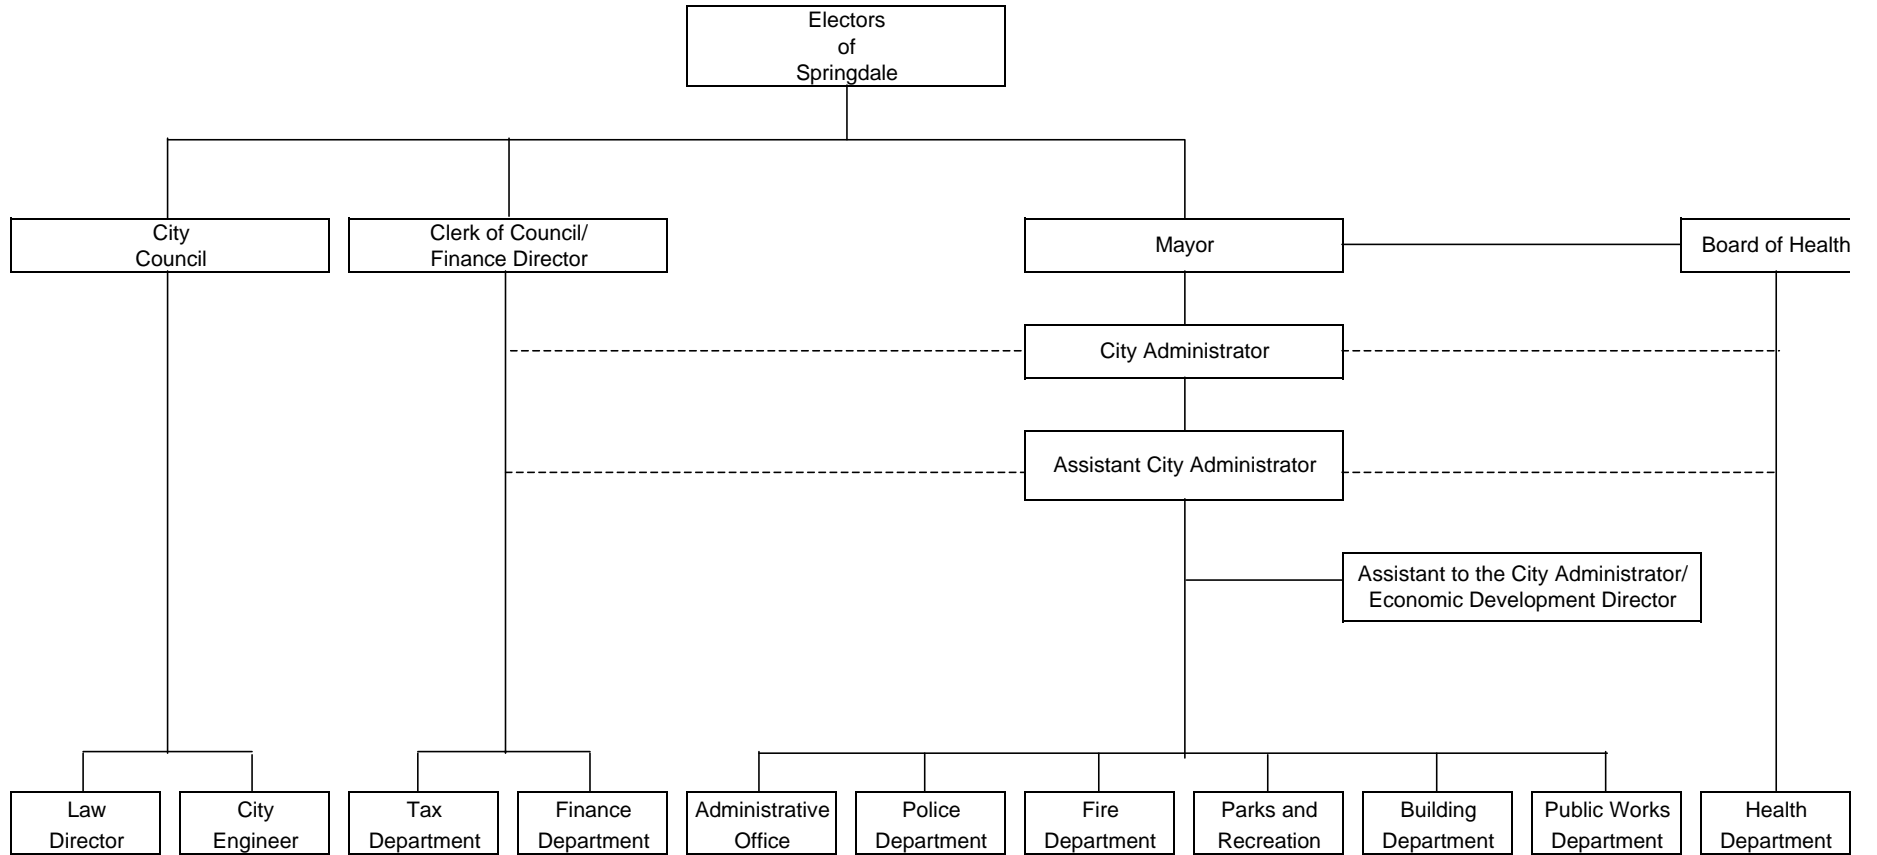 Electors
of
Springdale
City
Council
Clerk of Council/
Finance Director
Mayor
Board of Health
City Administrator
Assistant City Administrator
Assistant to the City Administrator/
Economic Development Director
Law
Director
City
Engineer
Tax
Department
Finance
Department
Administrative
Office
Police
Department
Fire
Department
Parks and
Recreation
Building
Department
Public Works
Department
Health
Department